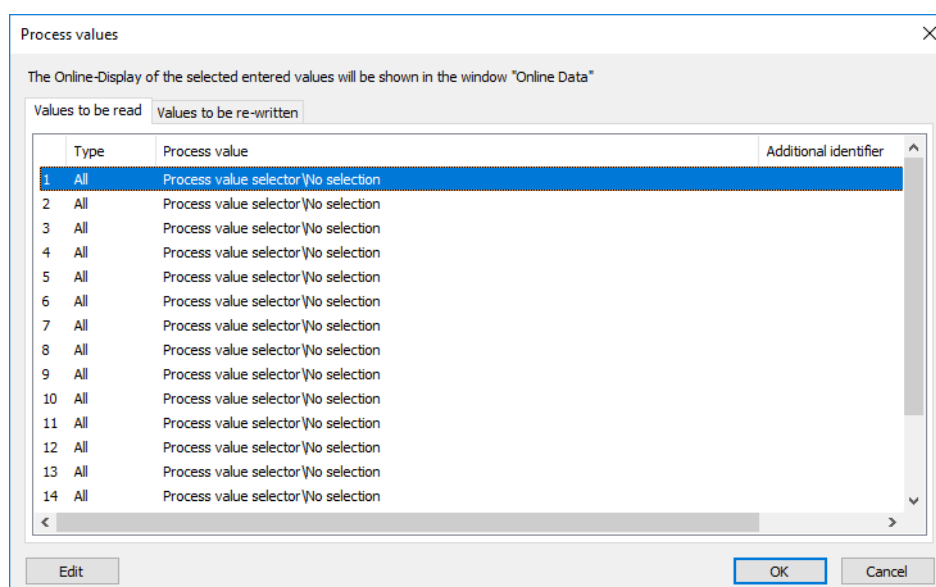 Process values
The Online-Display of the selected entered values will be shown in the window "Online Data"
Values to be read Values to be re-written
Type Process value Additional identifier
1 All Process value selector\No selection
2 All Process value selector\No selection
3 All Process value selector\No selection
4 All Process value selector\No selection
5 All Process value selector\No selection
6 All Process value selector\No selection
7 All Process value selector\No selection
8 All Process value selector\No selection
9 All Process value selector\No selection
10 All Process value selector\No selection
11 All Process value selector\No selection
12 All Process value selector\No selection
13 All Process value selector\No selection
14 All Process value selector\No selection
Edit OK Cancel